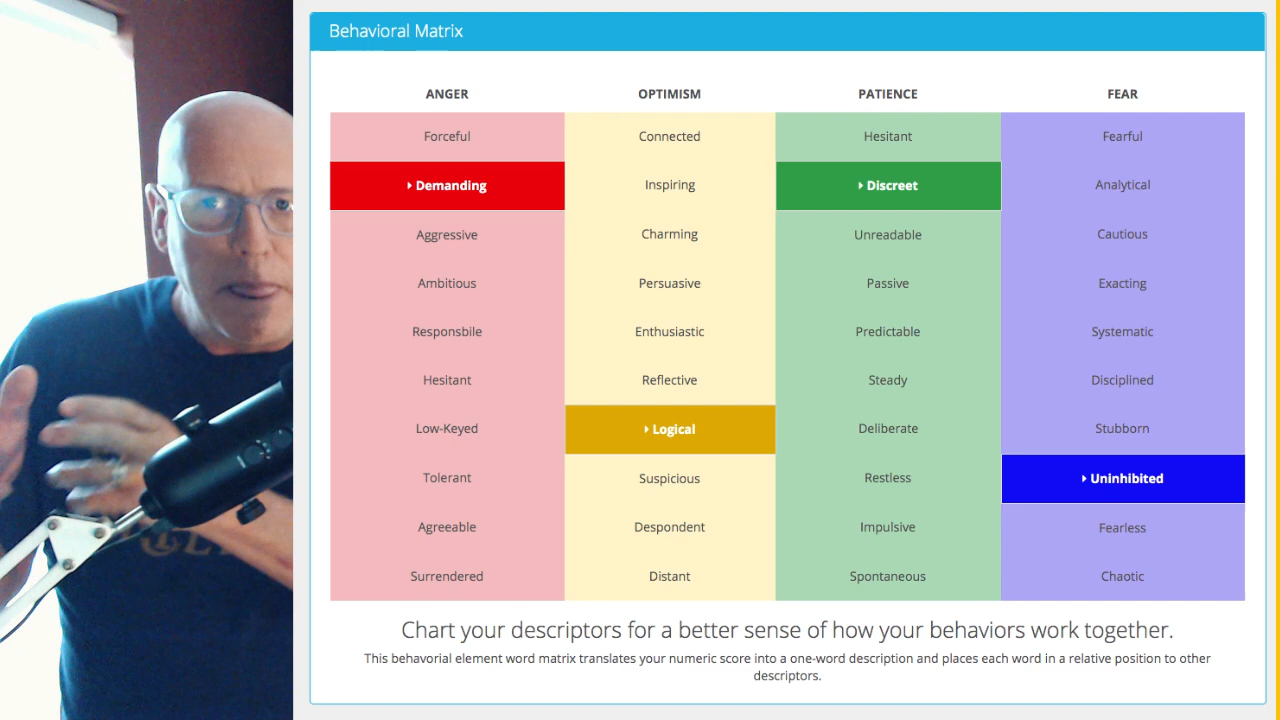 Behavioral Matrix
ANGER OPTIMISM PATIENCE FEAR
Forceful Connected Hesitant Fearful
Demanding Inspiring Discreet Analytical
Aggressive Charming Unreadable Cautious
Ambitious Persuasive Passive Exacting
Responsbile Enthusiastic Predictable Systematic
Hesitant Reflective Steady Disciplined
Low-Keyed Logical Deliberate Stubborn
Tolerant Suspicious Restless Uninhibited
Agreeable Despondent Impulsive Fearless
Surrendered Distant Spontaneous Chaotic
Chart your descriptors for a better sense of how your behaviors work together.
This behavorial element word matrix translates your numeric score into a one-word description and places each word in a relative position to other
descriptors.